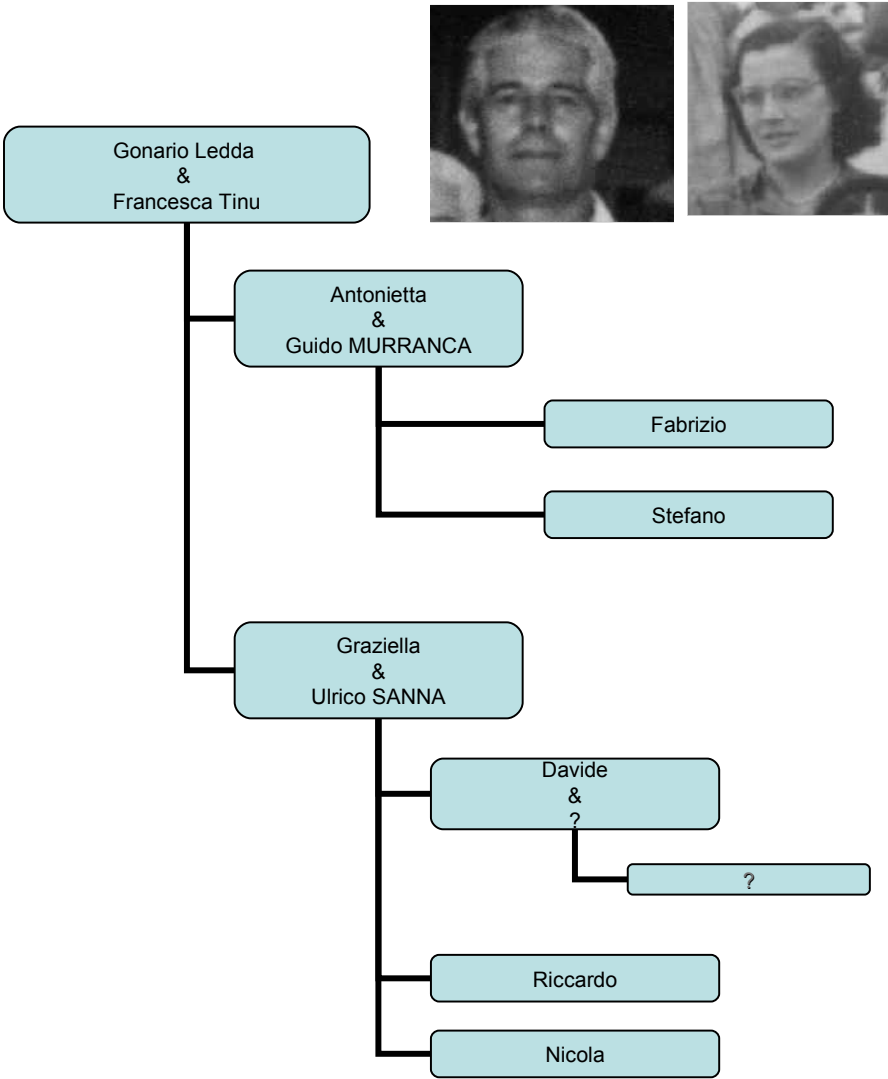 Gonario Ledda
&
Francesca Tinu
Antonietta
&
Guido MURRANCA
Fabrizio
Stefano
Graziella
&
Ulrico SANNA
Davide
&
?
?
Riccardo
Nicola